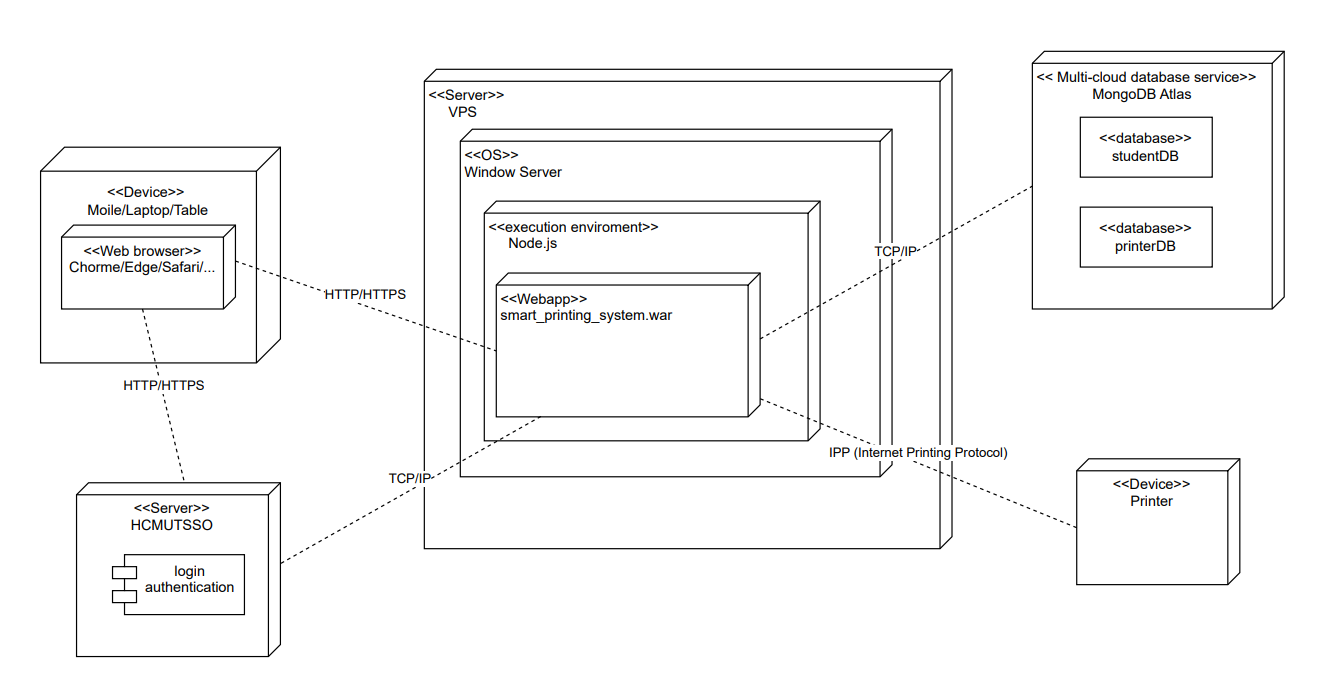 <<Server>>
VPS
<<OS>>
Window Server
<<execution enviroment>>
Node.js
<<Webapp>>
smart_printing_system.war
<< Multi-cloud database service>>
MongoDB Atlas
<<database>>
studentDB
<<database>>
printerDB
<<Device>>
Moile/Laptop/Table
<<Web browser>>
Chorme/Edge/Safari/...
HTTP/HTTPS
TCP/IP
HTTP/HTTPS
TCP/IP
IPP (Internet Printing Protocol)
<<Device>>
Printer
<<Server>>
HCMUTSSO
login
authentication